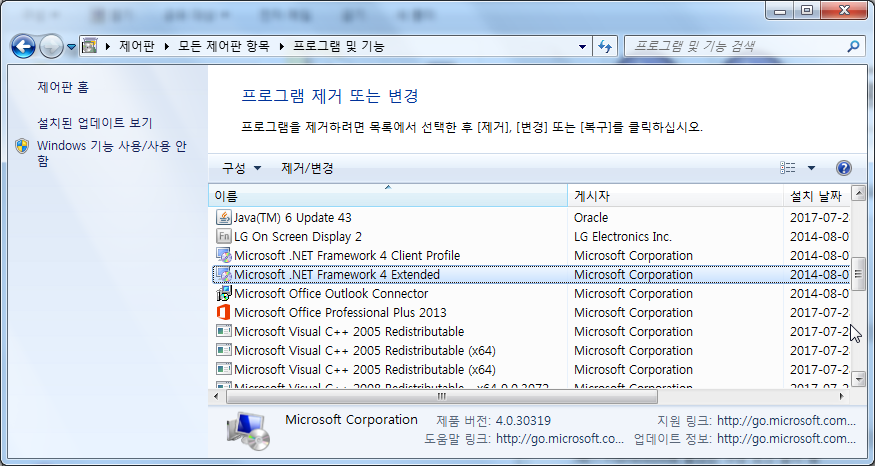 제어판 ▸ 모든 제어판 항목 ▸ 프로그램 및 기능
프로그램 및 기능 검색
제어판 홈
설치된 업데이트 보기
Windows 기능 사용/사용 안
함
프로그램 제거 또는 변경
프로그램을 제거하려면 목록에서 선택한 후 [제거], [변경] 또는 [복구]를 클릭하십시오.
구성 제거/변경
이름 게시자 설치 날짜
Java(TM) 6 Update 43 Oracle 2017-07-2
Fn LG On Screen Display 2 LG Electronics Inc. 2014-08-0
Microsoft .NET Framework 4 Client Profile Microsoft Corporation 2014-08-0
Microsoft .NET Framework 4 Extended Microsoft Corporation 2014-08-0
Microsoft Office Outlook Connector Microsoft Corporation 2014-08-0
Microsoft Office Professional Plus 2013 Microsoft Corporation 2017-07-2
Microsoft Visual C++ 2005 Redistributable Microsoft Corporation 2017-07-2
Microsoft Visual C++ 2005 Redistributable (x64) Microsoft Corporation 2017-07-2
Microsoft Visual C++ 2005 Redistributable (x64) Microsoft Corporation 2017-07-2
Microsoft Visual C++ 2008 Redistributable - x64 9.0.3072 Microsoft Corporation 2017-07-2
Microsoft Corporation 제품 버전: 4.0.30319 지원 링크: http://go.microsoft.com...
도움말 링크: http://go.microsoft.co... 업데이트 정보: http://go.microsoft.com...